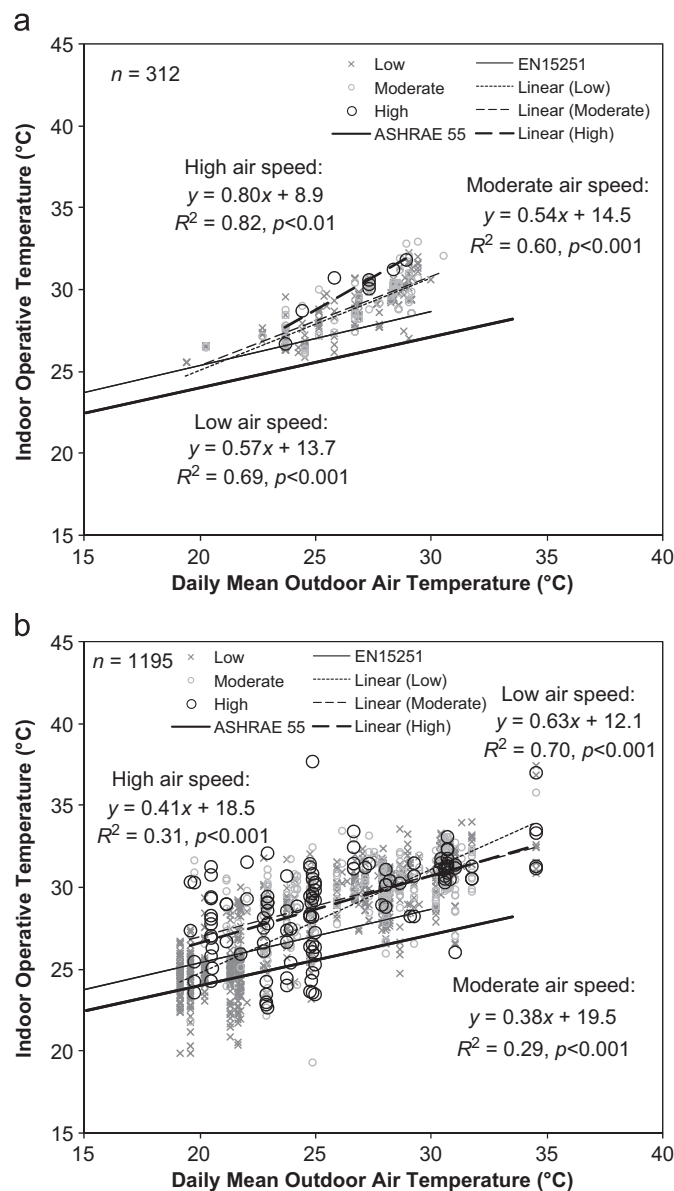 a
45
40
35
30
25
20
15
15 20 25 30 35 40
Indoor Operative Temperature (°C)
Daily Mean Outdoor Air Temperature (°C)
n = 312
Low
Moderate
High
ASHRAE 55
EN15251
Linear (Low)
Linear (Moderate)
Linear (High)
High air speed:
y = 0.80x + 8.9
R² = 0.82, p<0.01
Moderate air speed:
y = 0.54x + 14.5
R² = 0.60, p<0.001
Low air speed:
y = 0.57x + 13.7
R² = 0.69, p<0.001
b
45
40
35
30
25
20
15
15 20 25 30 35 40
Indoor Operative Temperature (°C)
Daily Mean Outdoor Air Temperature (°C)
n = 1195
Low
Moderate
High
ASHRAE 55
EN15251
Linear (Low)
Linear (Moderate)
Linear (High)
Low air speed:
y = 0.63x + 12.1
R² = 0.70, p<0.001
High air speed:
y = 0.41x + 18.5
R² = 0.31, p<0.001
Moderate air speed:
y = 0.38x + 19.5
R² = 0.29, p<0.001